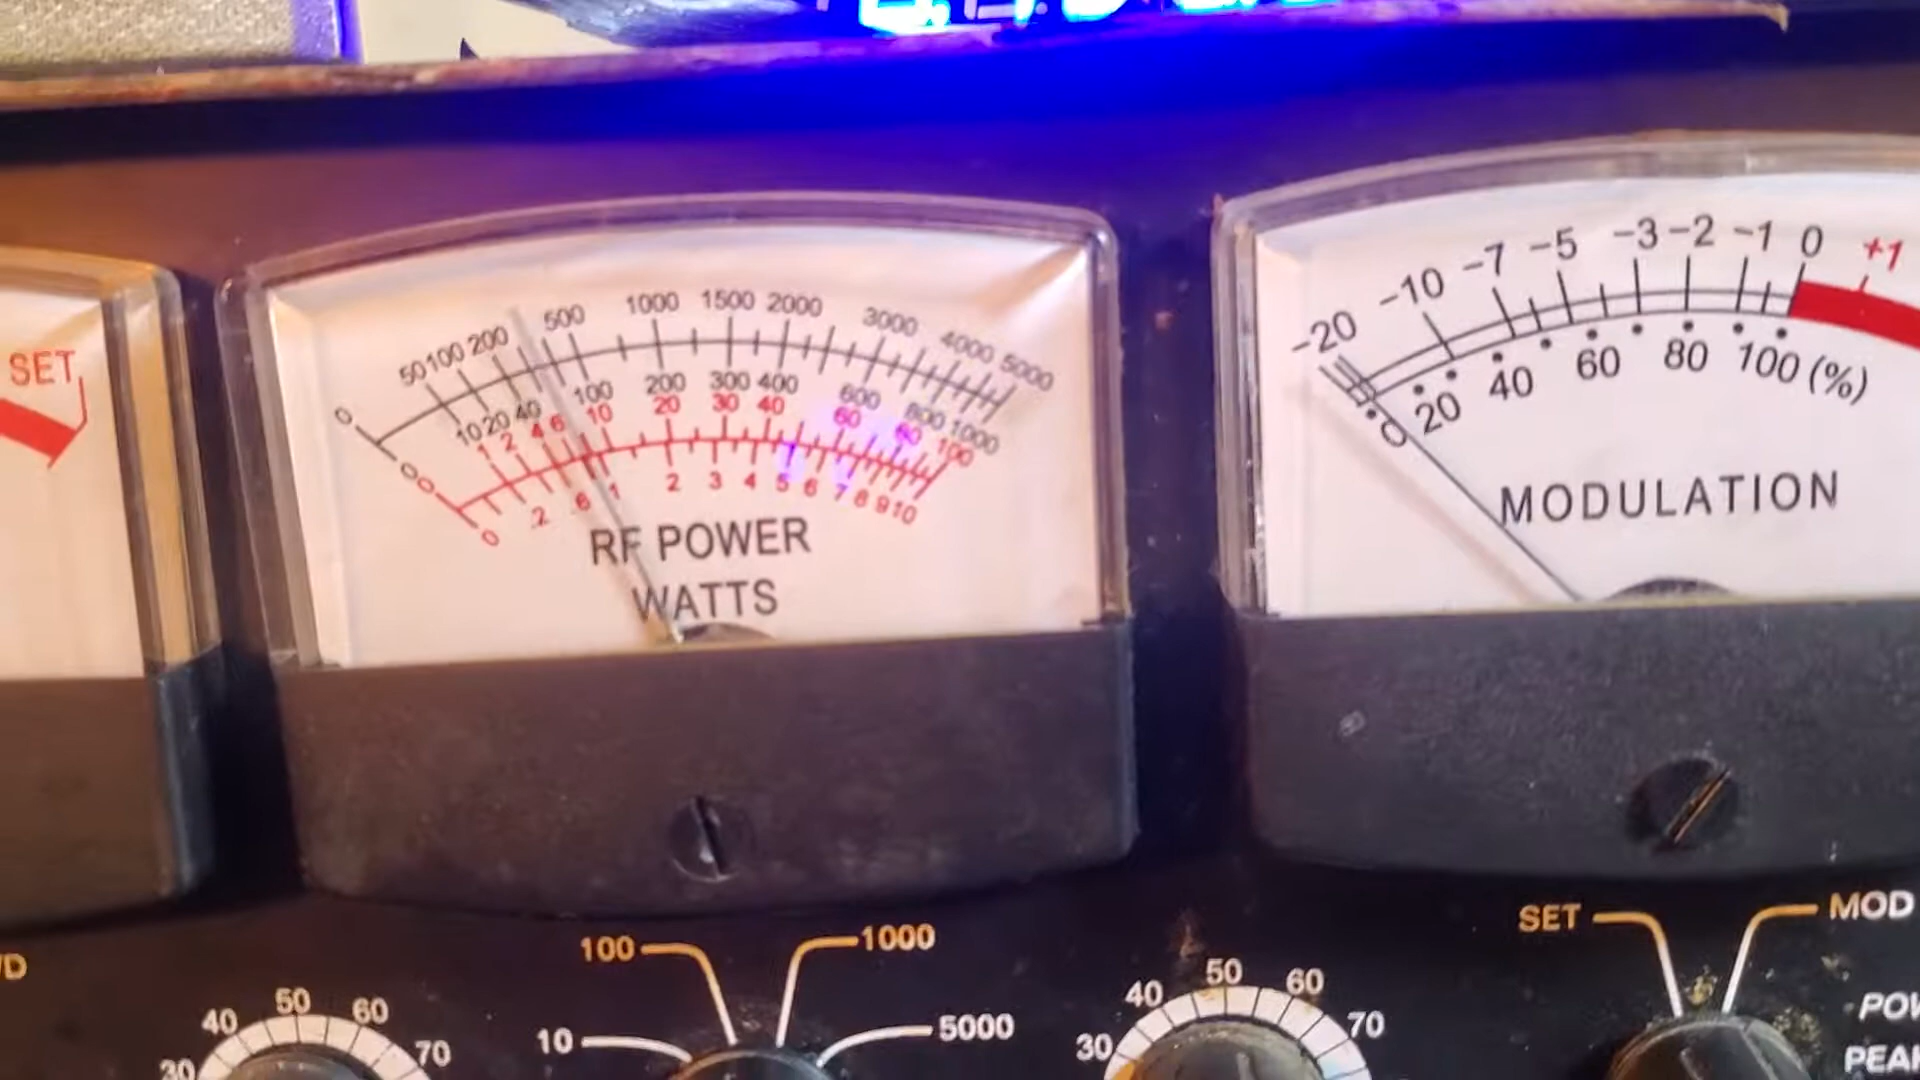 SET
50 100 200 500 1000 1500 2000 3000 4000 5000
0
10 20 40 100 200 300 400 600 800 1000
0
1 2 4 6 10 20 30 40 60 80 100
0
.2 .6 1 2 3 4 5 6 7 8 9 10
0
RF POWER
WATTS
-20 -10 -7 -5 -3 -2 -1 0 +1
0 20 40 60 80 100 (%)
MODULATION
100 1000
10 5000
30 40 50 60 70
30 40 50 60 70
SET MOD